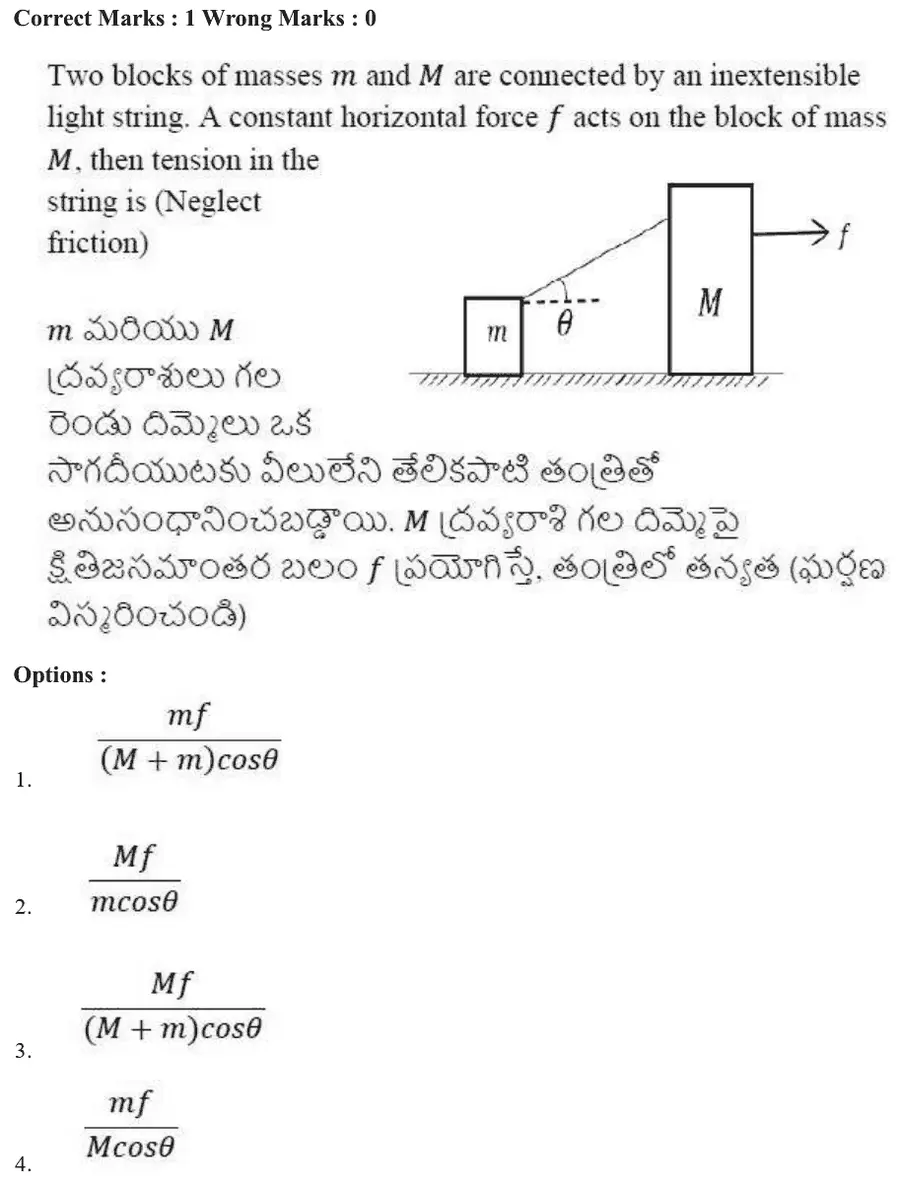 Correct Marks : 1 Wrong Marks : 0
Two blocks of masses m and M are connected by an inextensible
light string. A constant horizontal force f acts on the block of mass
M, then tension in the
string is (Neglect
friction)
m
θ
M
f
m మరియు M
ద్రవ్యరాశులు గల
రెండు దిమ్మెలు ఒక
సాగదీయుటకు వీలులేని తేలికపాటి తంత్రితో
అనుసంధానించబడ్డాయి. M ద్రవ్యరాశి గల దిమ్మెపై
క్షితిజసమాంతర బలం f ప్రయోగిస్తే, తంత్రిలో తన్యత (ఘర్షణ
విస్మరించండి)
Options :
1. mf
(M + m)cosθ
2. Mf
mcosθ
3. Mf
(M + m)cosθ
4. mf
Mcosθ